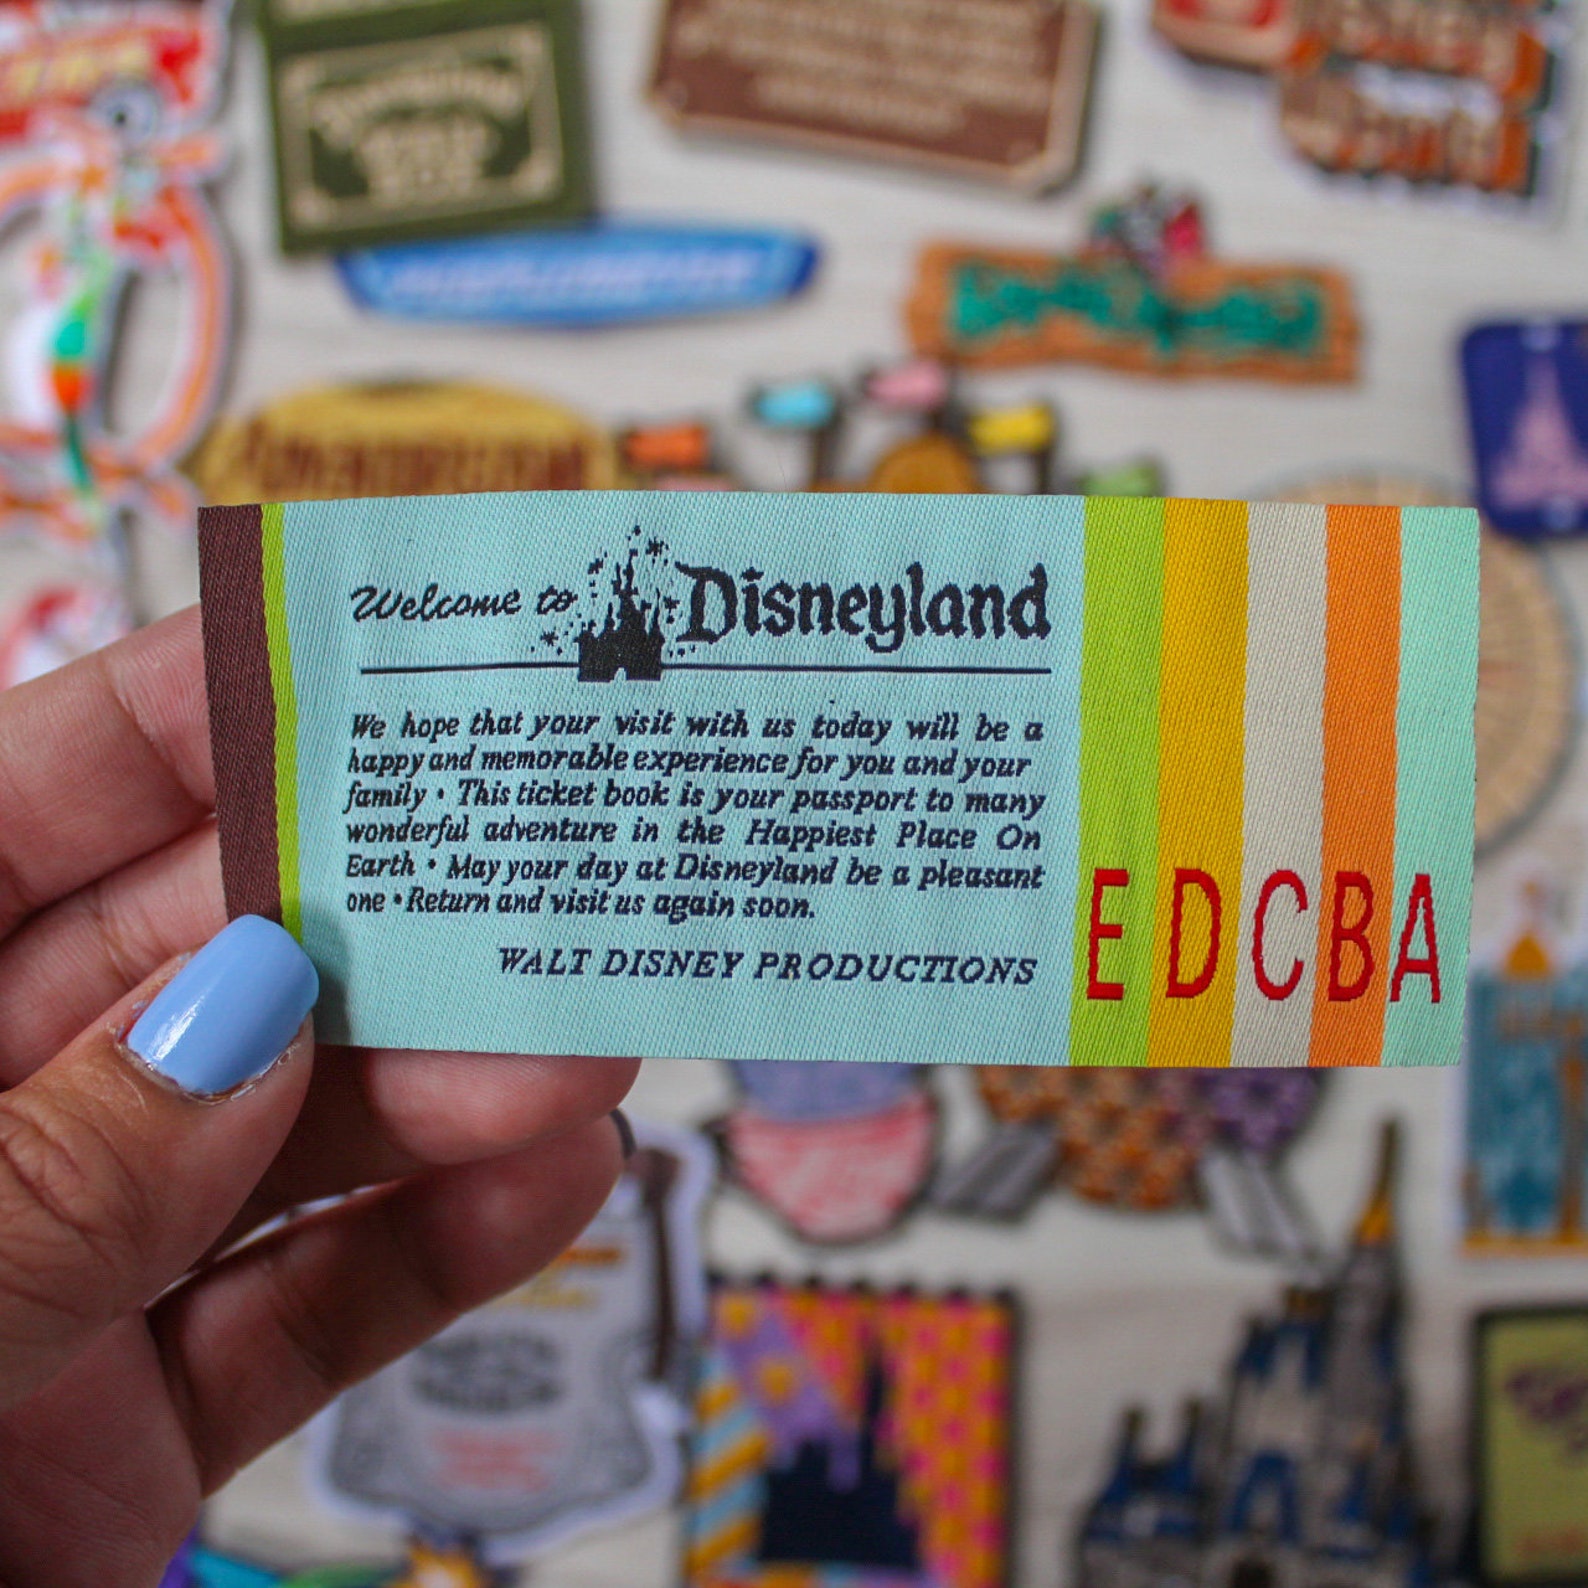 Welcome to Disneyland
We hope that your visit with us today will be a
happy and memorable experience for you and your
family • This ticket book is your passport to many
wonderful adventure in the Happiest Place On
Earth • May your day at Disneyland be a pleasant
one • Return and visit us again soon.
WALT DISNEY PRODUCTIONS
E D C B A